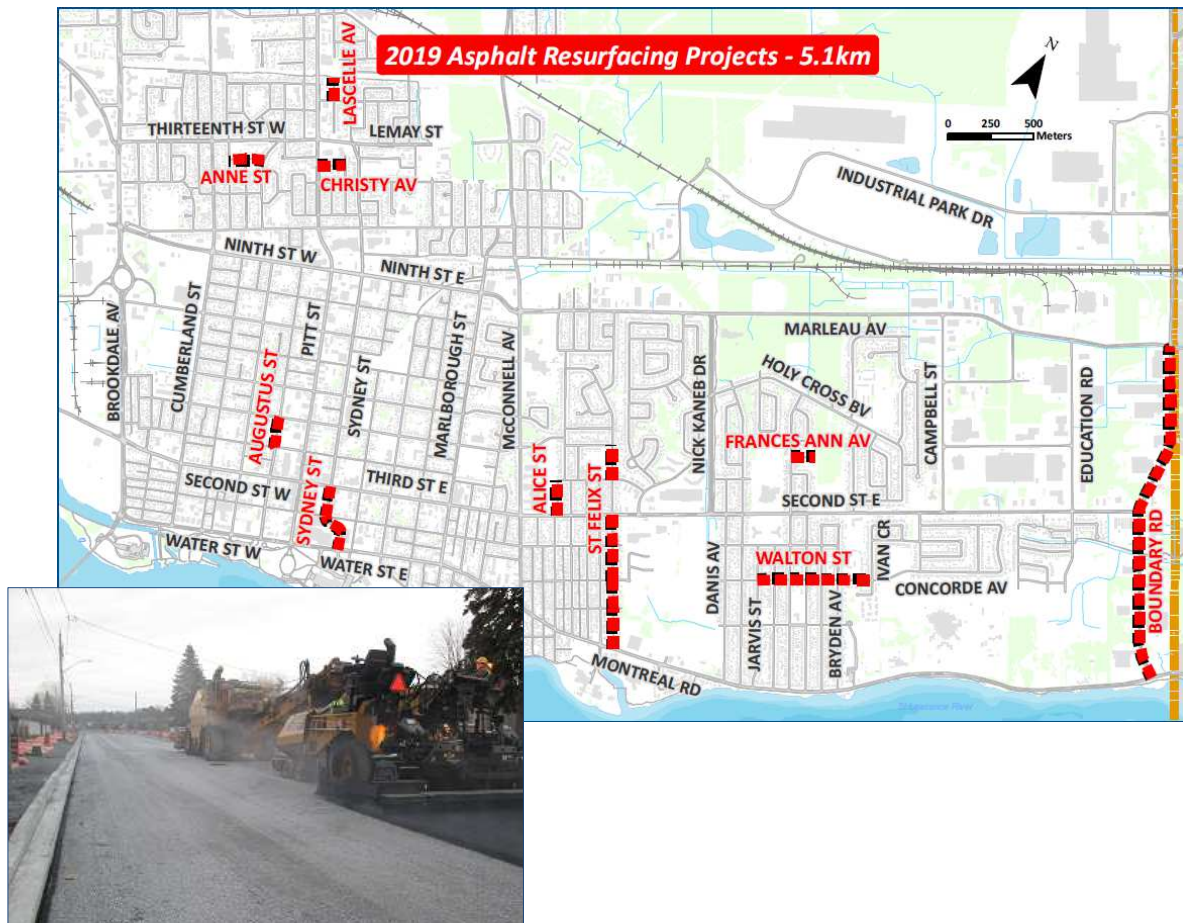 2019 Asphalt Resurfacing Projects - 5.1km
N
0 250 500
Meters
LASCELLE AV
THIRTEENTH ST W
LEMAY ST
ANNE ST
CHRISTY AV
INDUSTRIAL PARK DR
NINTH ST W
NINTH ST E
BROOKDALE AV
CUMBERLAND ST
AUGUSTUS ST
PITT ST
SYDNEY ST
MARLBOROUGH ST
McCONNELL AV
MARLEAU AV
HOLY CROSS BV
NICK KANEB DR
CAMPBELL ST
EDUCATION RD
FRANCES ANN AV
SECOND ST W
SYDNEY ST
THIRD ST E
ALICE ST
ST FELIX ST
SECOND ST E
WATER ST W
WATER ST E
DANIS AV
WALTON ST
IVAN CR
CONCORDE AV
BOUNDARY RD
JARVIS ST
BRYDEN AV
MONTREAL RD
St Lawrence River